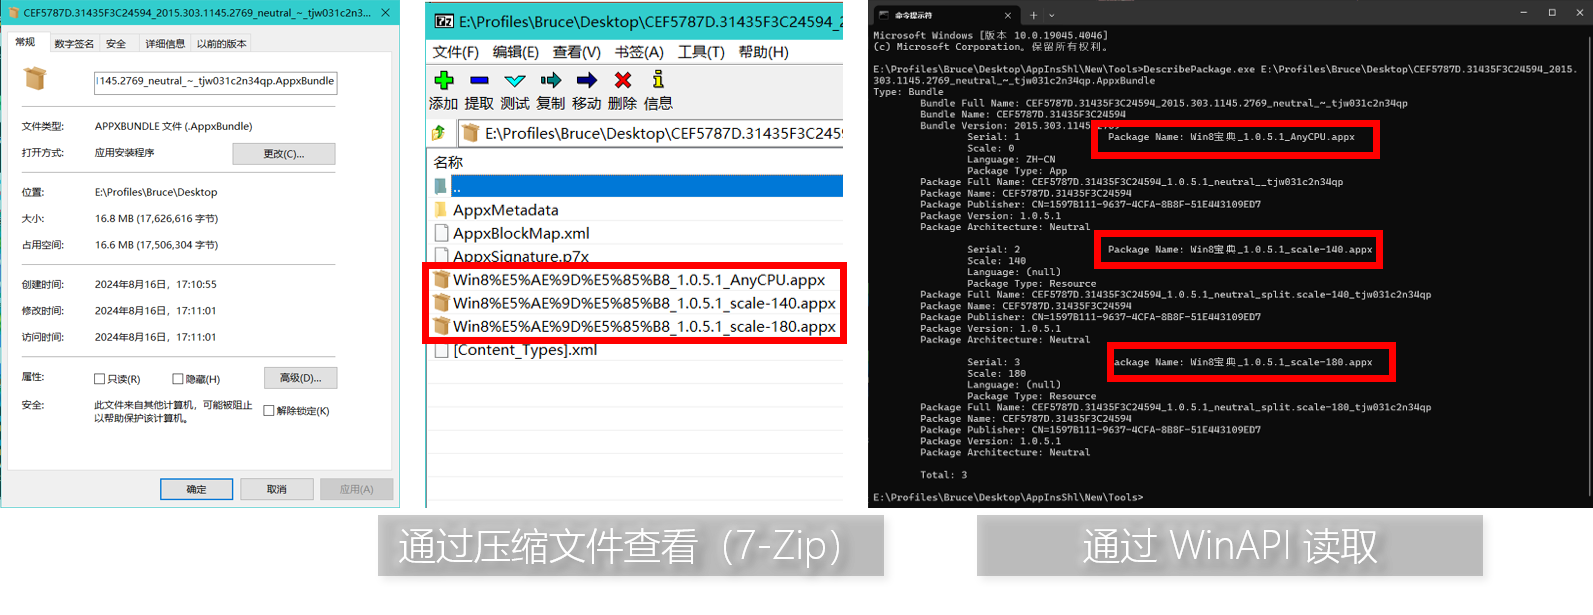 CEF5787D.31435F3C24594_2015.303.1145.2769_neutral_~_tjw031c2n3...
常规 数字签名 安全 详细信息 以前的版本
1145.2769_neutral_~_tjw031c2n34qp.AppxBundle
文件类型: APPXBUNDLE 文件 (.AppxBundle)
打开方式: 应用安装程序 更改(C)...
位置: E:\Profiles\Bruce\Desktop
大小: 16.8 MB (17,626,616 字节)
占用空间: 16.6 MB (17,506,304 字节)
创建时间: 2024年8月16日，17:10:55
修改时间: 2024年8月16日，17:11:01
访问时间: 2024年8月16日，17:11:01
属性: 只读(R) 隐藏(H) 高级(D)...
安全: 此文件来自其他计算机，可能被阻止
以帮助保护该计算机。 解除锁定(K)
确定 取消 应用(A)
E:\Profiles\Bruce\Desktop\CEF5787D.31435F3C24594_2
文件(F) 编辑(E) 查看(V) 书签(A) 工具(T) 帮助(H)
添加 提取 测试 复制 移动 删除 信息
E:\Profiles\Bruce\Desktop\CEF5787D.31435F3C2459
名称
..
AppxMetadata
AppxBlockMap.xml
AppxSignature.p7x
Win8%E5%AE%9D%E5%85%B8_1.0.5.1_AnyCPU.appx
Win8%E5%AE%9D%E5%85%B8_1.0.5.1_scale-140.appx
Win8%E5%AE%9D%E5%85%B8_1.0.5.1_scale-180.appx
[Content_Types].xml
命令提示符
Microsoft Windows [版本 10.0.19045.4046]
(c) Microsoft Corporation。保留所有权利。
E:\Profiles\Bruce\Desktop\AppInsShl\New\Tools>DescribePackage.exe E:\Profiles\Bruce\Desktop\CEF5787D.31435F3C24594_2015.
303.1145.2769_neutral_~_tjw031c2n34qp.AppxBundle
Type: Bundle
Bundle Full Name: CEF5787D.31435F3C24594_2015.303.1145.2769_neutral_~_tjw031c2n34qp
Bundle Name: CEF5787D.31435F3C24594
Bundle Version: 2015.303.1145.2769
Serial: 1 Package Name: Win8宝典_1.0.5.1_AnyCPU.appx
Scale: 0
Language: ZH-CN
Package Type: App
Package Full Name: CEF5787D.31435F3C24594_1.0.5.1_neutral__tjw031c2n34qp
Package Name: CEF5787D.31435F3C24594
Package Publisher: CN=1597B111-9637-4CFA-8B8F-51E443109ED7
Package Version: 1.0.5.1
Package Architecture: Neutral
Serial: 2 Package Name: Win8宝典_1.0.5.1_scale-140.appx
Scale: 140
Language: (null)
Package Type: Resource
Package Full Name: CEF5787D.31435F3C24594_1.0.5.1_neutral_split.scale-140_tjw031c2n34qp
Package Name: CEF5787D.31435F3C24594
Package Publisher: CN=1597B111-9637-4CFA-8B8F-51E443109ED7
Package Version: 1.0.5.1
Package Architecture: Neutral
Serial: 3 Package Name: Win8宝典_1.0.5.1_scale-180.appx
Scale: 180
Language: (null)
Package Type: Resource
Package Full Name: CEF5787D.31435F3C24594_1.0.5.1_neutral_split.scale-180_tjw031c2n34qp
Package Name: CEF5787D.31435F3C24594
Package Publisher: CN=1597B111-9637-4CFA-8B8F-51E443109ED7
Package Version: 1.0.5.1
Package Architecture: Neutral
Total: 3
E:\Profiles\Bruce\Desktop\AppInsShl\New\Tools>
通过压缩文件查看（7-Zip）
通过 WinAPI 读取